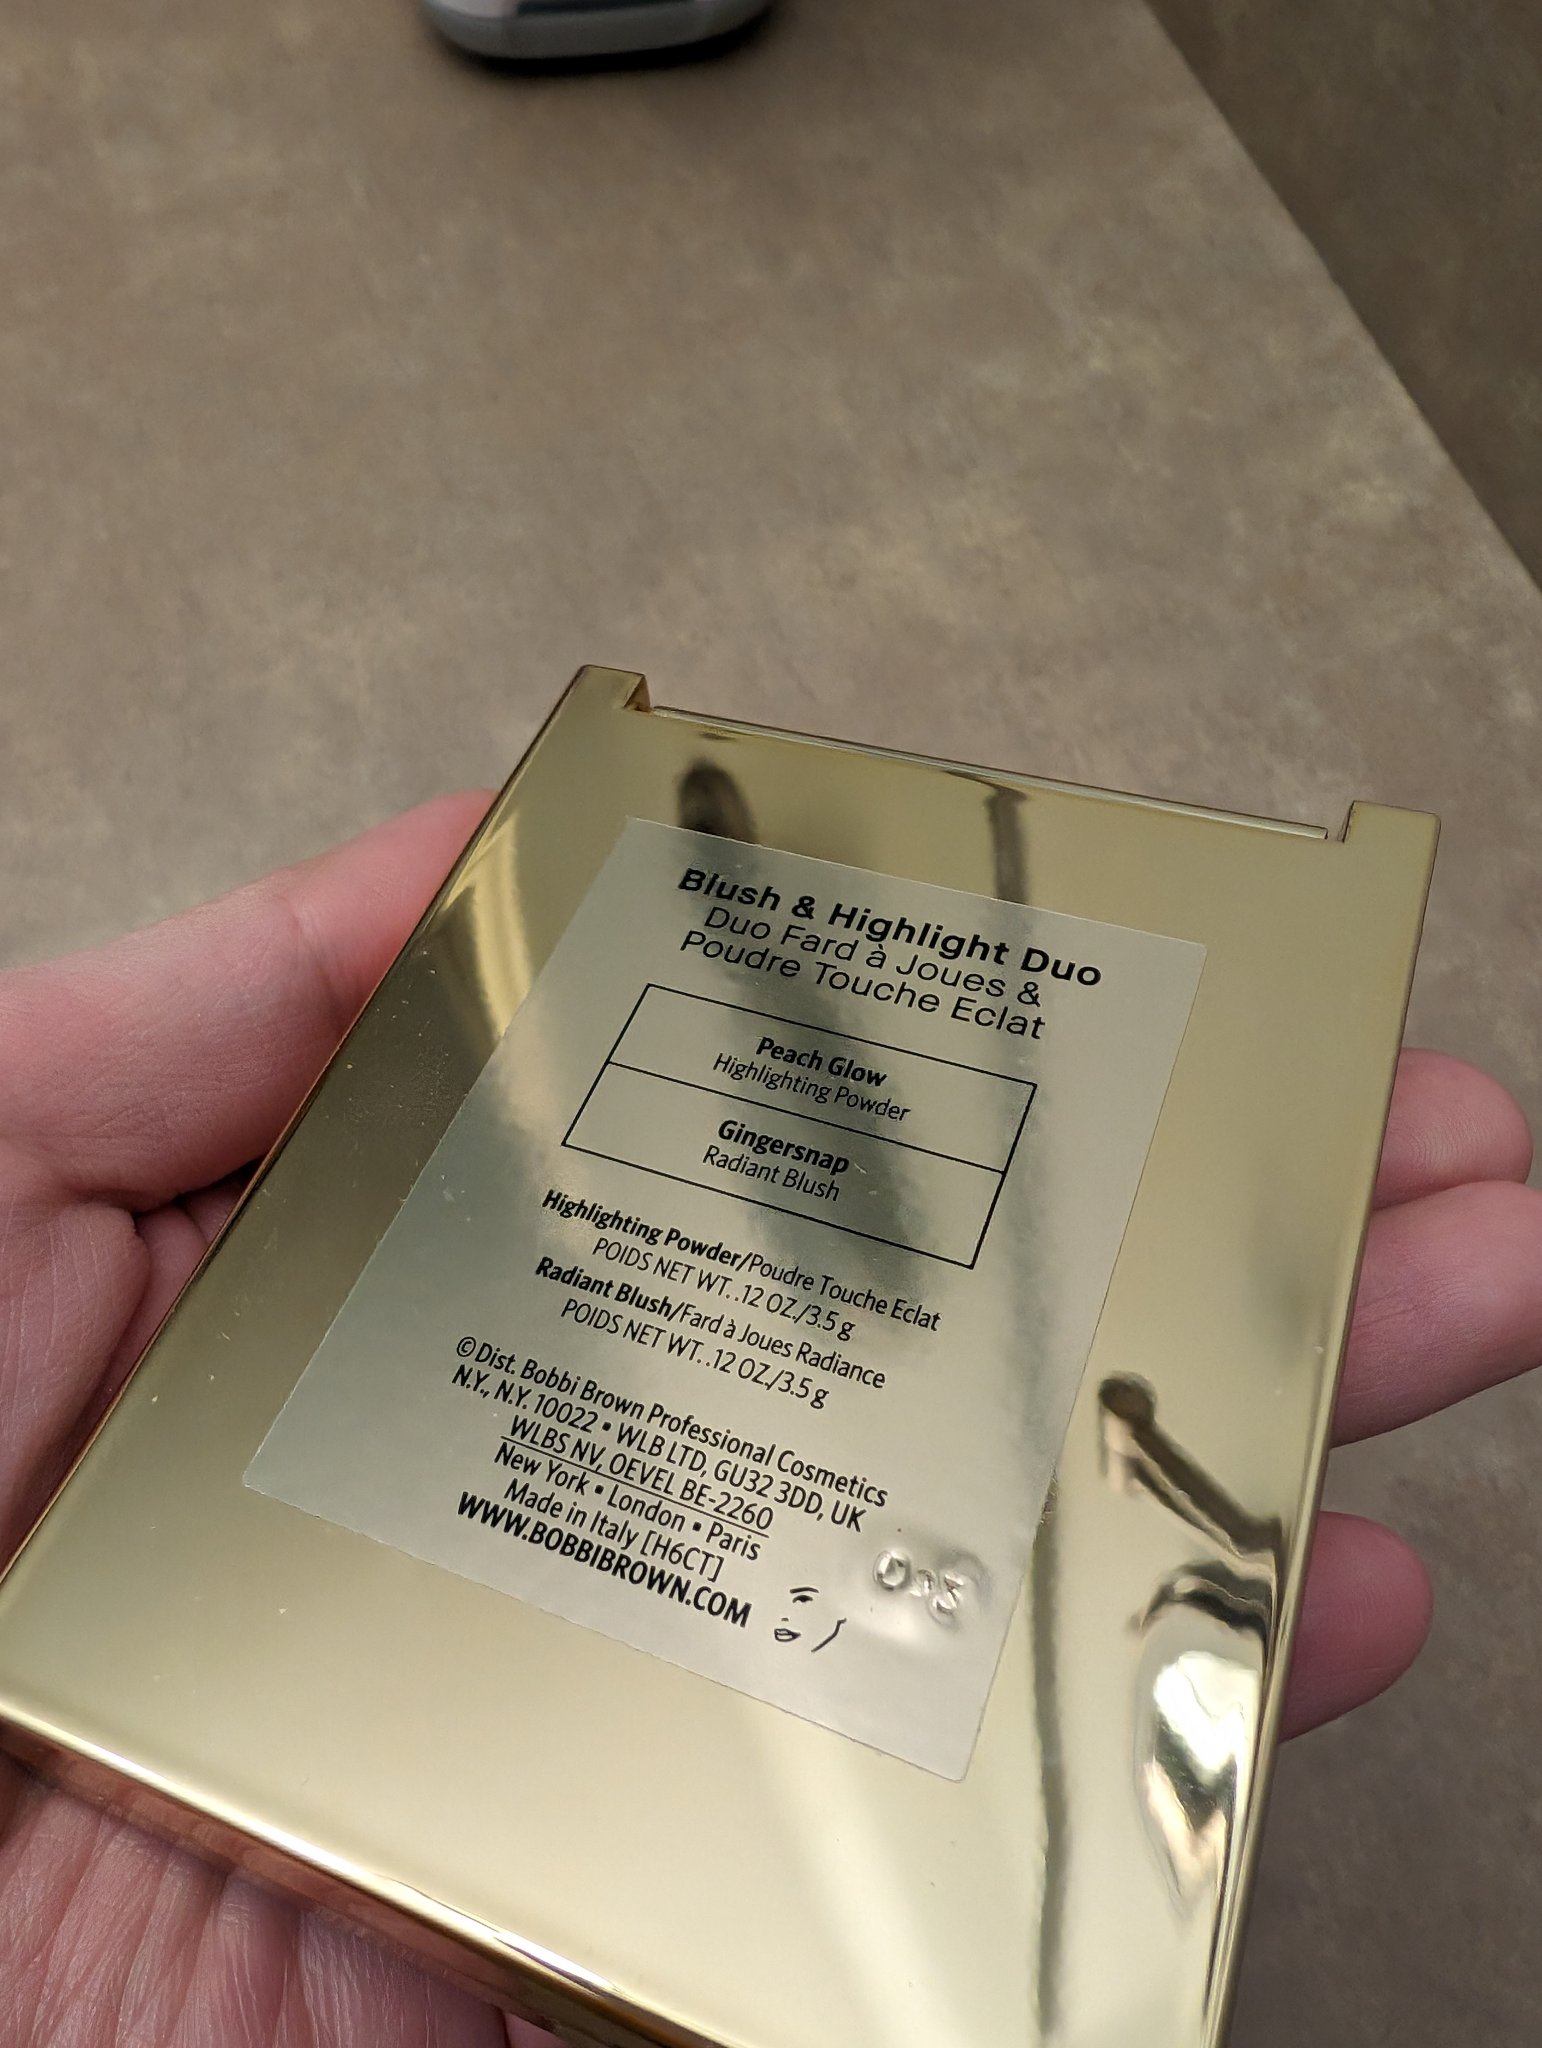 Blush & Highlight Duo
Duo Fard à Joues &
Poudre Touche Eclat
Peach Glow
Highlighting Powder
Gingersnap
Radiant Blush
Highlighting Powder/Poudre Touche Eclat
POIDS NET WT. .12 OZ./3.5 g
Radiant Blush/Fard à Joues Radiance
POIDS NET WT. .12 OZ./3.5 g
©Dist. Bobbi Brown Professional Cosmetics
N.Y., N.Y. 10022 ▪ WLB LTD, GU32 3DD, UK
WLBS NV, OEVEL BE-2260
New York ▪ London ▪ Paris
Made in Italy [H6CT]
WWW.BOBBIBROWN.COM